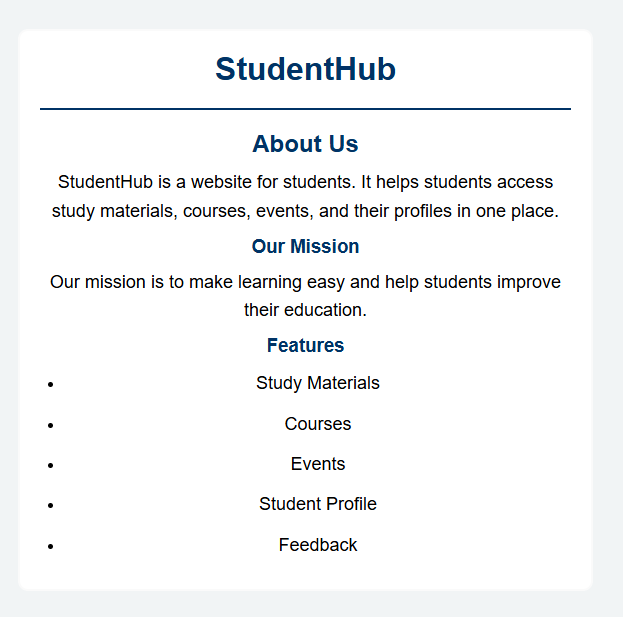 StudentHub
About Us
StudentHub is a website for students. It helps students access
study materials, courses, events, and their profiles in one place.
Our Mission
Our mission is to make learning easy and help students improve
their education.
Features
• Study Materials
• Courses
• Events
• Student Profile
• Feedback